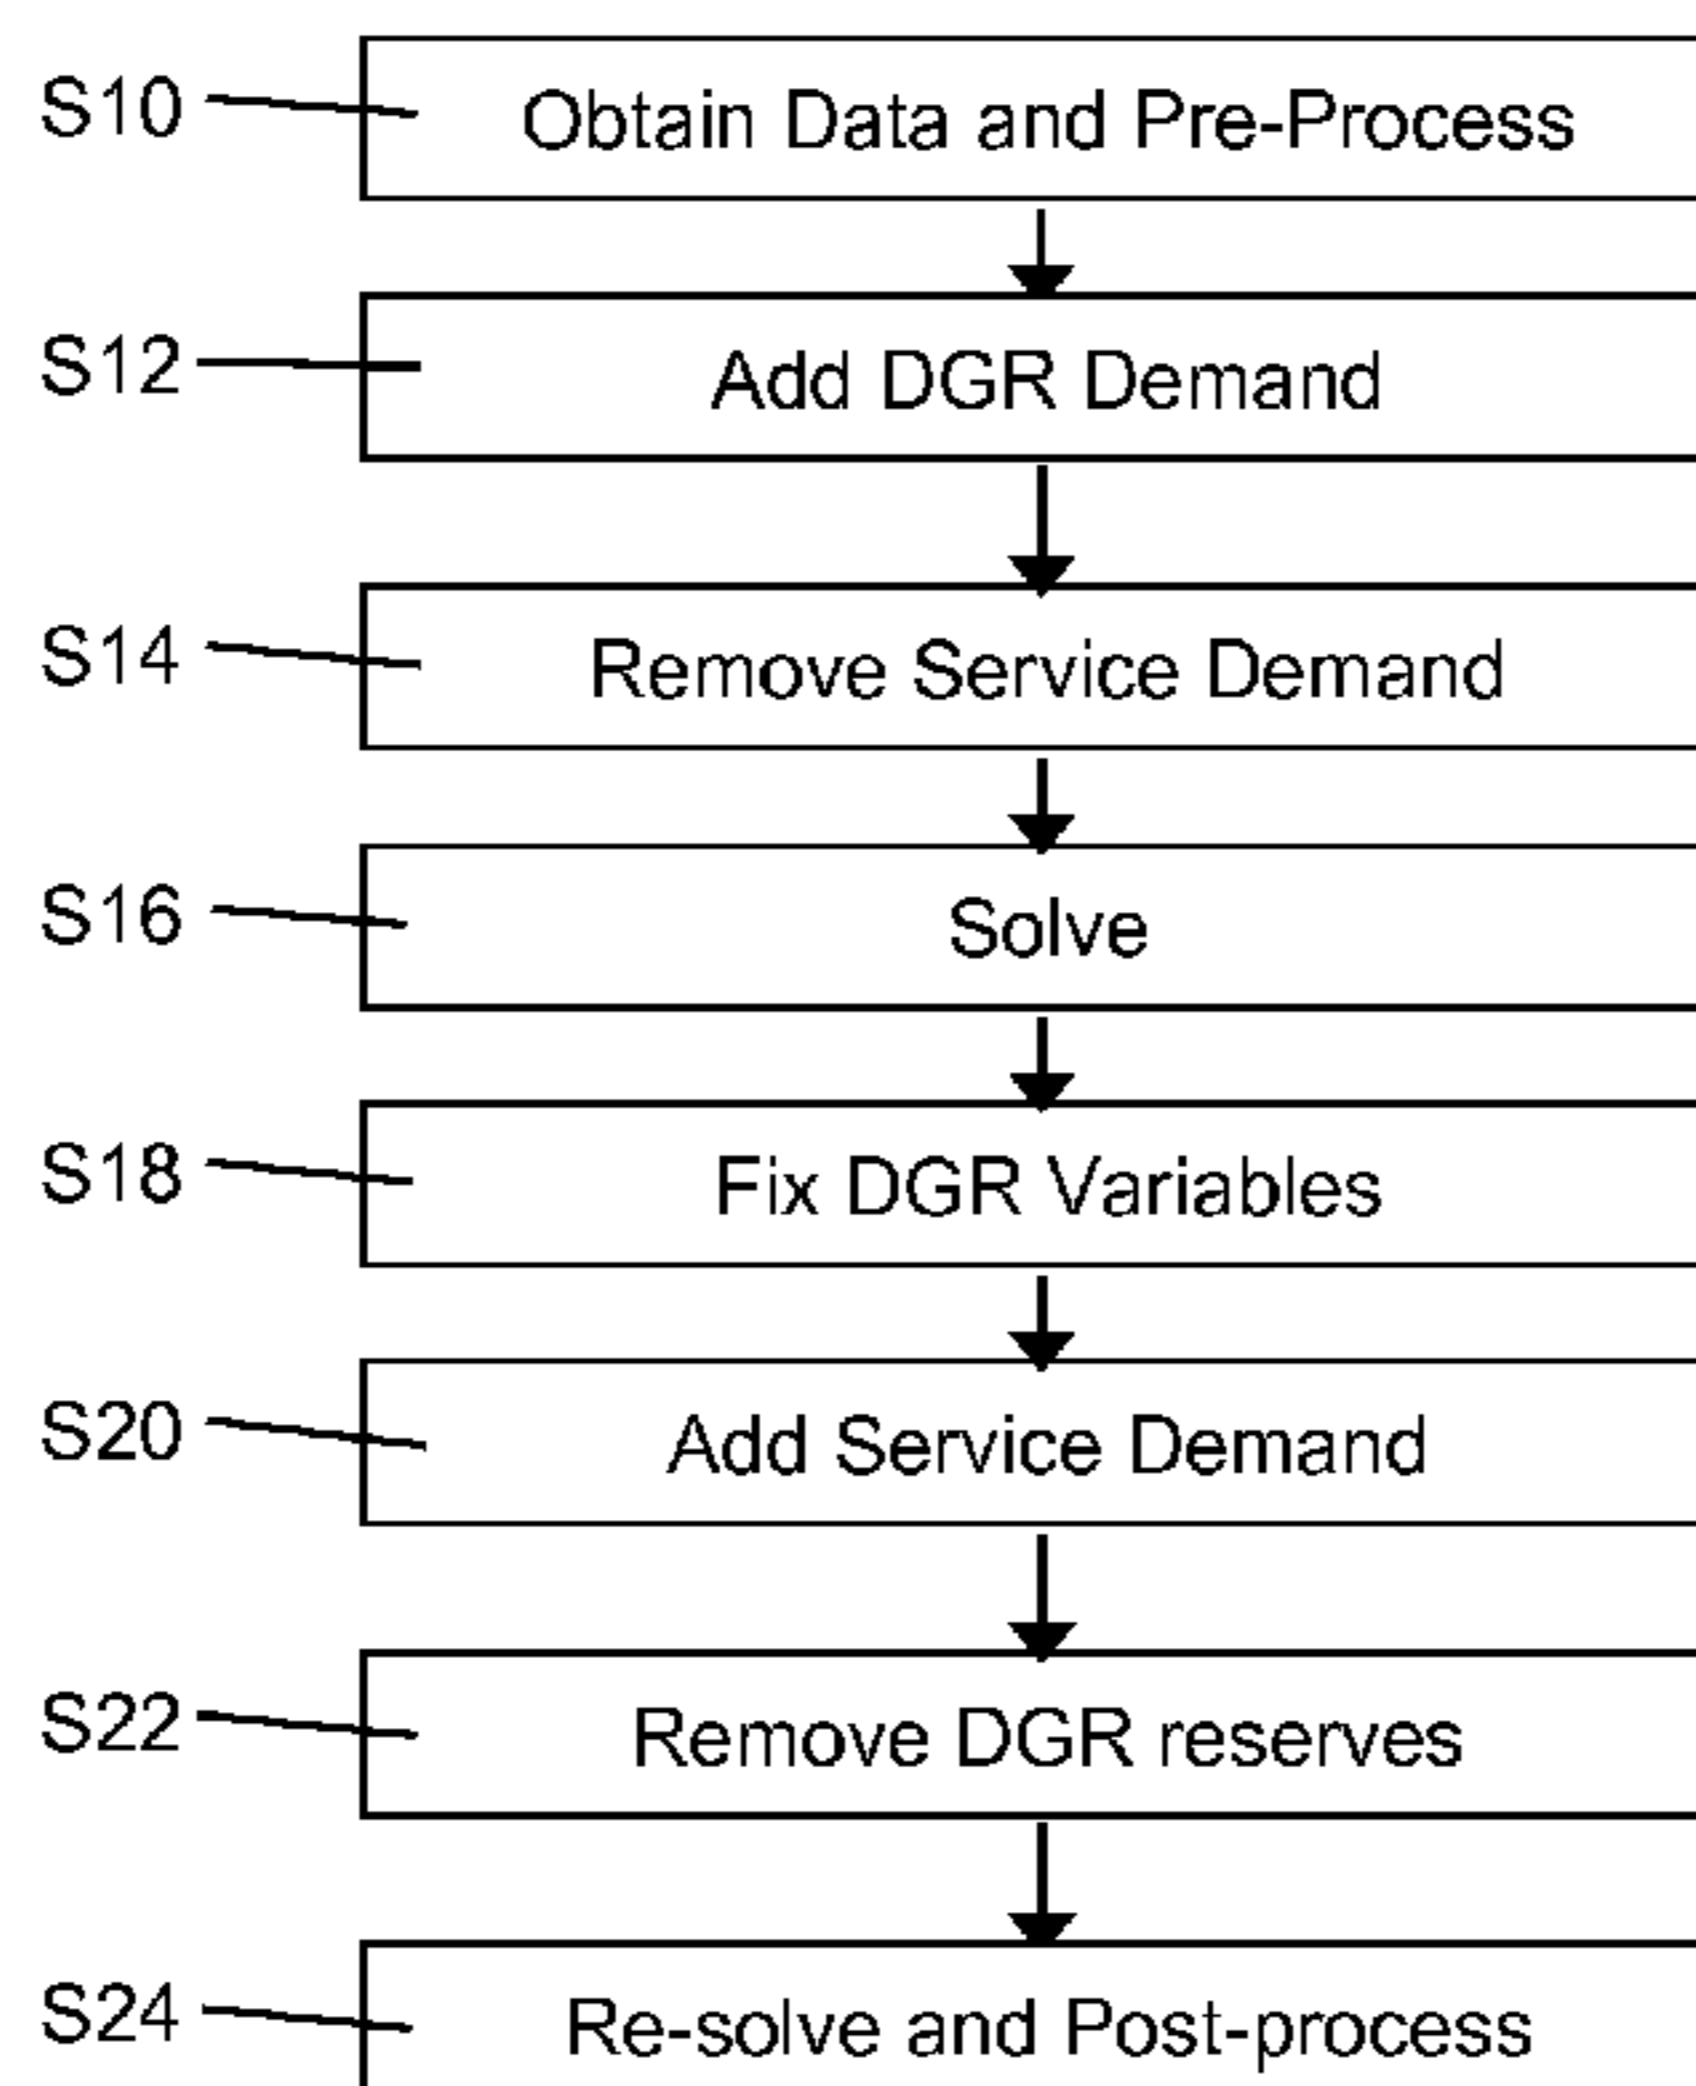 S10 Obtain Data and Pre-Process
S12 Add DGR Demand
S14 Remove Service Demand
S16 Solve
S18 Fix DGR Variables
S20 Add Service Demand
S22 Remove DGR reserves
S24 Re-solve and Post-process